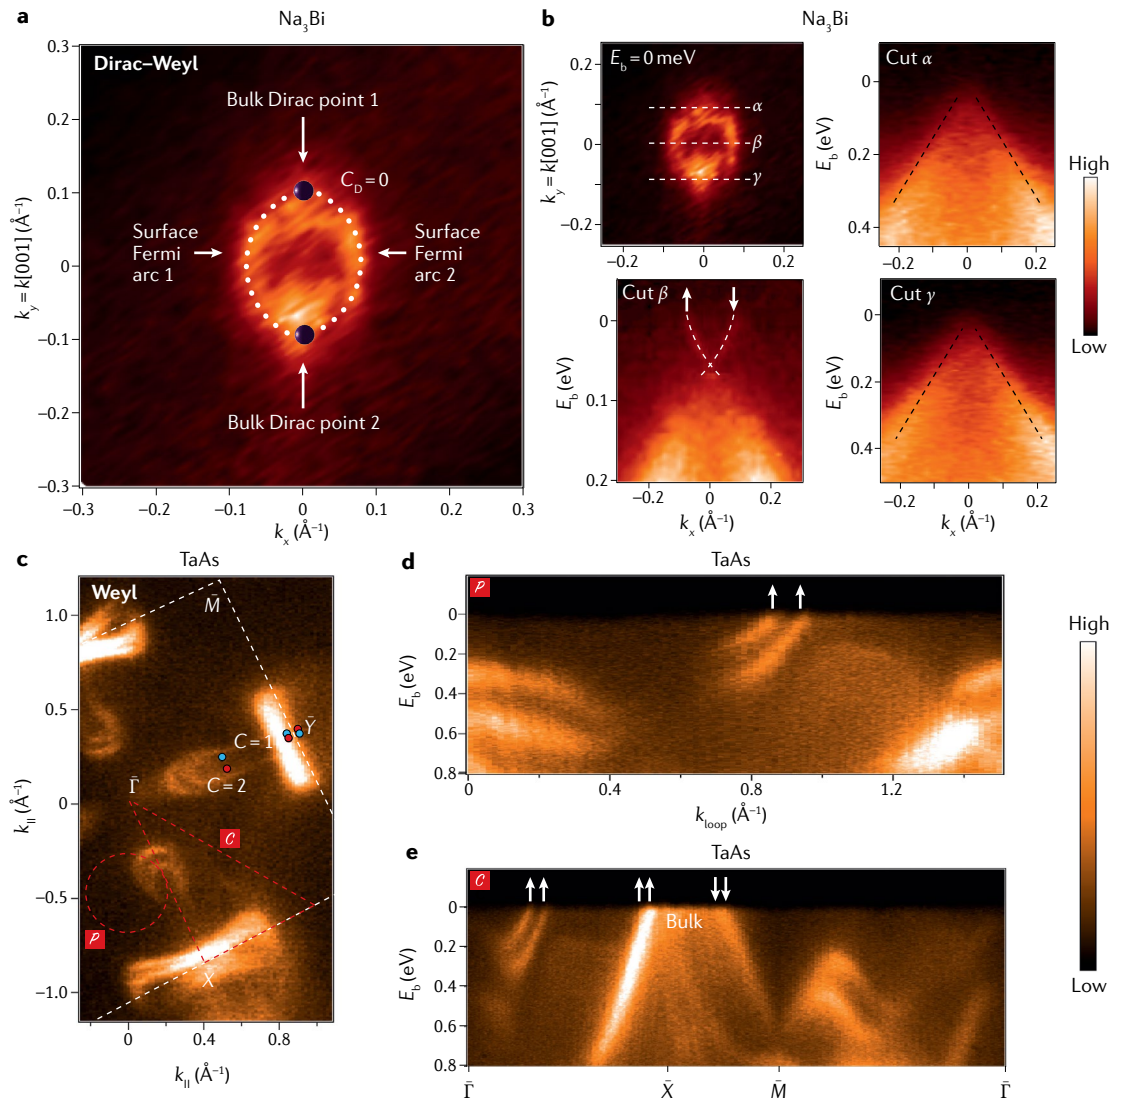 a
Na3Bi
Dirac–Weyl
Bulk Dirac point 1
CD = 0
Surface
Fermi
arc 1
Surface
Fermi
arc 2
Bulk Dirac point 2
ky = k[001] (Å−1)
0.3
0.2
0.1
0
−0.1
−0.2
−0.3
−0.3
−0.2
−0.1
0
0.1
0.2
0.3
kx (Å−1)
b
Na3Bi
Eb = 0 meV
α
β
γ
ky = k[001] (Å−1)
0.2
0
−0.2
−0.2
0
0.2
Cut α
Eb (eV)
0
0.2
0.4
−0.2
0
0.2
Cut β
Eb (eV)
0
0.1
0.2
−0.2
0
0.2
kx (Å−1)
Cut γ
Eb (eV)
0
0.2
0.4
−0.2
0
0.2
kx (Å−1)
High
Low
c
TaAs
Weyl
M̄
Ȳ
C = 1
C = 2
Γ̄
C
P
X̄
k|| (Å−1)
1.0
0.5
0
−0.5
−1.0
0
0.4
0.8
k|| (Å−1)
d
TaAs
P
Eb (eV)
0
0.2
0.4
0.6
0.8
0
0.4
0.8
1.2
kloop (Å−1)
e
TaAs
C
Bulk
Eb (eV)
0
0.2
0.4
0.6
0.8
Γ̄
X̄
M̄
Γ̄
High
Low